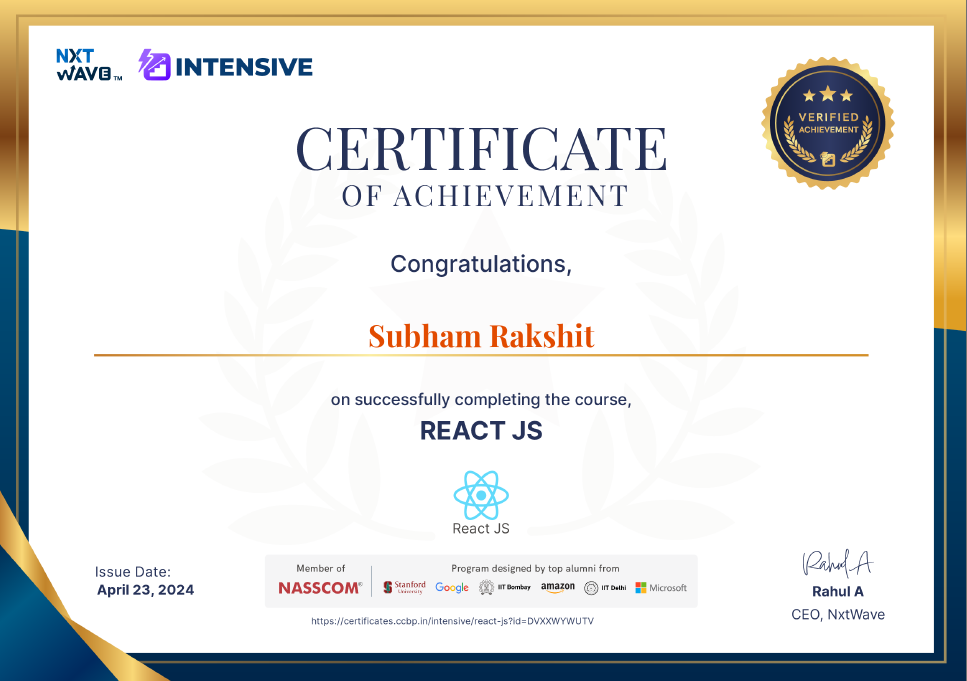 NXT
WAVE™
INTENSIVE
VERIFIED
ACHIEVEMENT
CERTIFICATE
OF ACHIEVEMENT
Congratulations,
Subham Rakshit
on successfully completing the course,
REACT JS
React JS
Issue Date:
April 23, 2024
Member of
NASSCOM®
Program designed by top alumni from
Stanford
University
Google
IIT Bombay
amazon
IIT Delhi
Microsoft
https://certificates.ccbp.in/intensive/react-js?id=DVXXWYWUTV
Rahul A
Rahul A
CEO, NxtWave